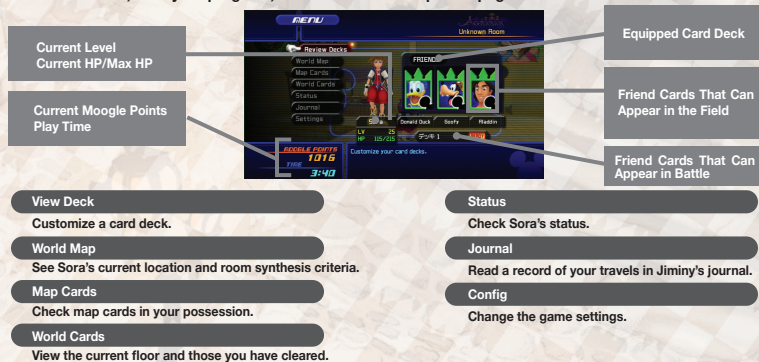 MENU
Agrabah
Unknown Room
Review Decks
World Map
Map Cards
World Cards
Status
Journal
Settings
FRIEND
Donald Duck
Goofy
Aladdin
LV 25
HP 115/215
デッキ 1
MOOGLE POINTS
1016
TIME
3:40
Customize your card decks.
Current Level
Current HP/Max HP
Current Moogle Points
Play Time
Equipped Card Deck
Friend Cards That Can
Appear in the Field
Friend Cards That Can
Appear in Battle
View Deck
Customize a card deck.
World Map
See Sora's current location and room synthesis criteria.
Map Cards
Check map cards in your possession.
World Cards
View the current floor and those you have cleared.
Status
Check Sora's status.
Journal
Read a record of your travels in Jiminy's journal.
Config
Change the game settings.